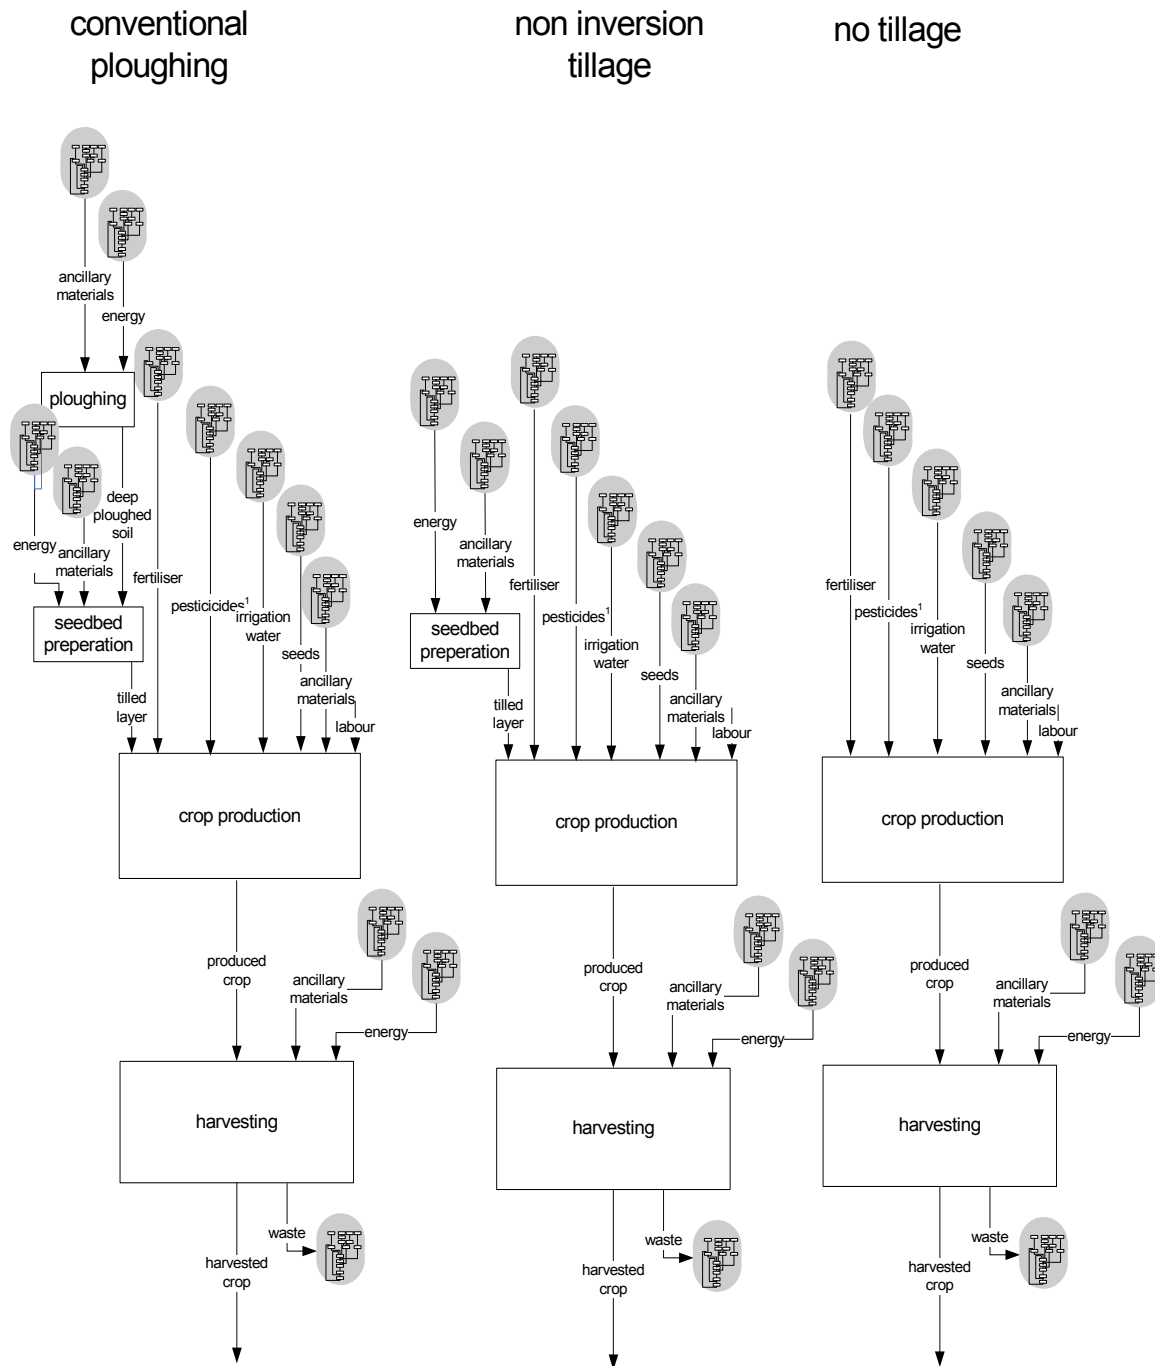 conventional
ploughing
non inversion
tillage
no tillage
ancillary
materials
energy
ploughing
deep
ploughed
soil
energy
ancillary
materials
fertiliser
pesticicides¹
irrigation
water
seeds
ancillary
materials
labour
seedbed
preperation
tilled
layer
crop production
produced
crop
ancillary
materials
energy
harvesting
waste
harvested
crop
energy
ancillary
materials
fertiliser
pesticides¹
irrigation
water
seeds
ancillary
materials
labour
seedbed
preperation
tilled
layer
crop production
produced
crop
ancillary
materials
energy
harvesting
waste
harvested
crop
fertiliser
pesticides¹
irrigation
water
seeds
ancillary
materials
labour
crop production
produced
crop
ancillary
materials
energy
harvesting
waste
harvested
crop